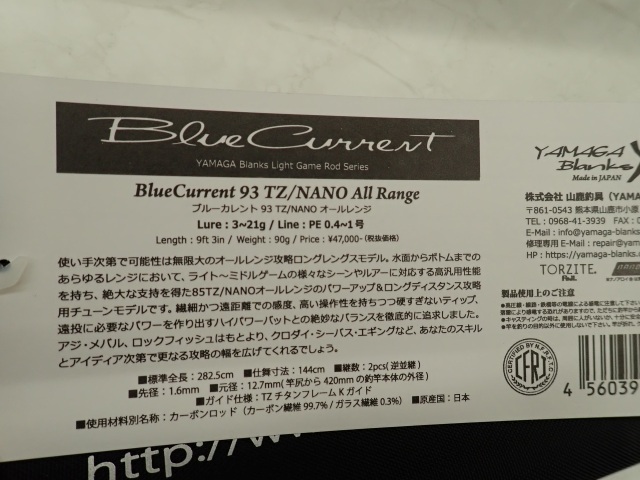 BlueCurrent
YAMAGA Blanks Light Game Rod Series
BlueCurrent 93 TZ/NANO All Range
ブルーカレント 93 TZ/NANO オールレンジ
Lure : 3~21g / Line : PE 0.4~1号
Length : 9ft 3in / Weight : 90g / Price : ¥47,000-(税抜価格)
使い手次第で可能性は無限大のオールレンジ攻略ロングレングスモデル。水面からボトムまでの
あらゆるレンジにおいて、ライト～ミドルゲームの様々なシーンやルアーに対応する高汎用性能
を持ち、絶大な支持を得た85TZ/NANOオールレンジのパワーアップ&ロングディスタンス攻略
用チューンモデルです。繊細かつ遠距離での感度、高い操作性を持ちつつ硬すぎないティップ、
遠投に必要なパワーを作り出すハイパワーバットとの絶妙なバランスを徹底的に追求しました。
アジ・メバル、ロックフィッシュはもとより、クロダイ・シーバス・エギングなど、あなたのスキル
とアイディア次第で更なる攻略の幅を広げてくれるでしょう。
■標準全長：282.5cm ■仕舞寸法：144cm ■継数：2pcs(逆並継)
■先径：1.6mm ■元径：12.7mm(竿尻から 420mm の釣竿本体の外径)
■ガイド仕様：TZ チタンフレーム K ガイド
■使用材料別名称：カーボンロッド（カーボン繊維 99.7% / ガラス繊維 0.3%） ■原産国：日本
YAMAGA
Blanks
Made in JAPAN
株式会社 山鹿釣具 (YAMA
〒861-0543 熊本県山鹿市小原
TEL : 0968-41-3939
E-Mail : info@yamaga-blanks.
修理専用 E-Mail : repair@yama
HP : https://yamaga-blanks.
TORZITE.
Fuji.
製品使用上のご注意
CERTIFIED BY N.F.R.F.T.O
CFRT
4 56039
http://w